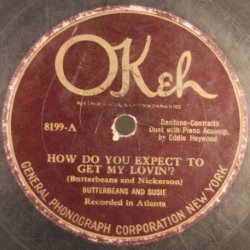 OKeh
8199-A
Baritone-Contralto
Duet with Piano Accomp.
by Eddie Heywood
HOW DO YOU EXPECT TO
GET MY LOVIN'?
(Butterbeans and Nickerson)
BUTTERBEANS AND SUSIE
Recorded in Atlanta
GENERAL PHONOGRAPH CORPORATION NEW YORK